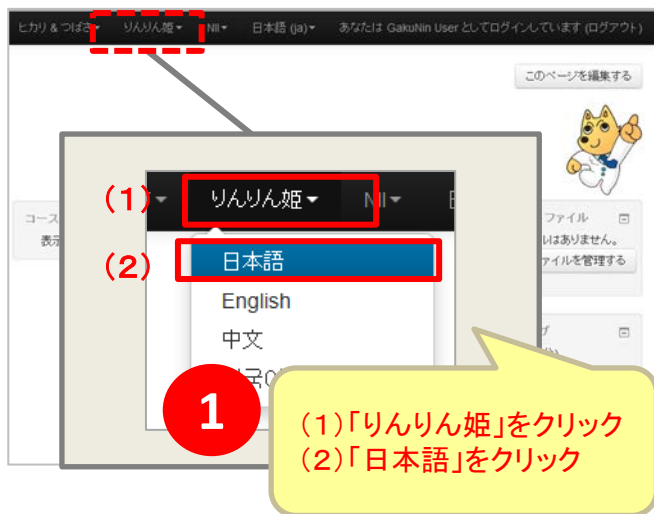 ヒカリ & つばさ りんりん姫 NII 日本語 (ja) あなたは GakuNin User としてログインしています (ログアウト)
このページを編集する
(1) りんりん姫 NII
(2) 日本語
English
中文
コース
表示
ファイル
ルはありません。
ァイルを管理する
1
(1)「りんりん姫」をクリック
(2)「日本語」をクリック